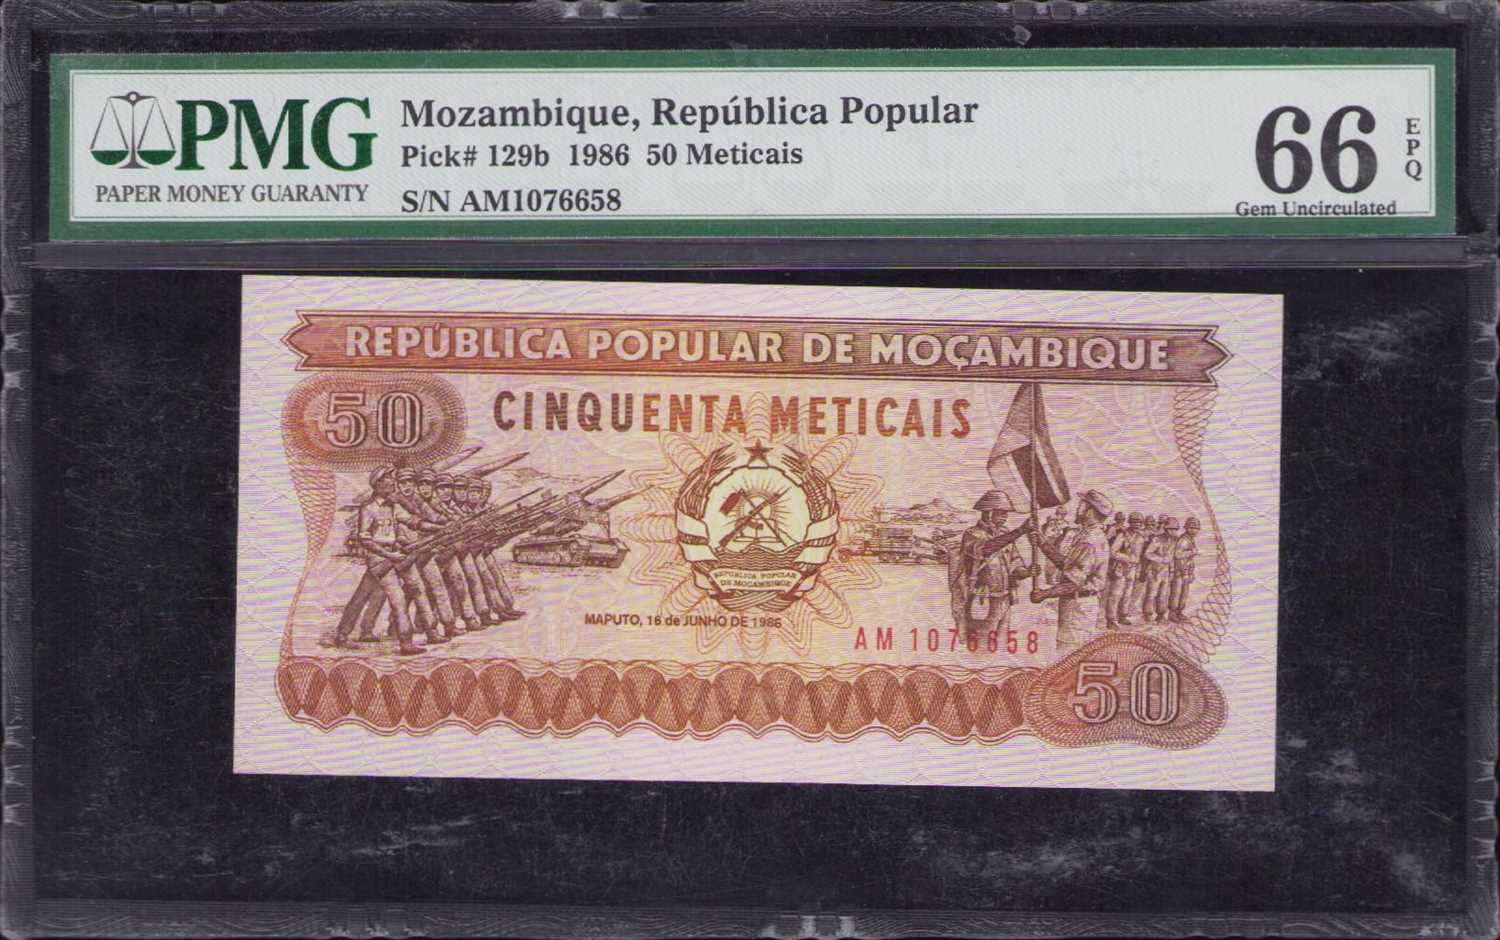 PMG
PAPER MONEY GUARANTY
Mozambique, República Popular
Pick# 129b 1986 50 Meticais
S/N AM1076658
66
EPQ
Gem Uncirculated
REPÚBLICA POPULAR DE MOÇAMBIQUE
50
CINQUENTA METICAIS
REPUBLICA POPULAR
DE MOÇAMBIQUE
MAPUTO, 16 de JUNHO DE 1986
AM 1076658
50